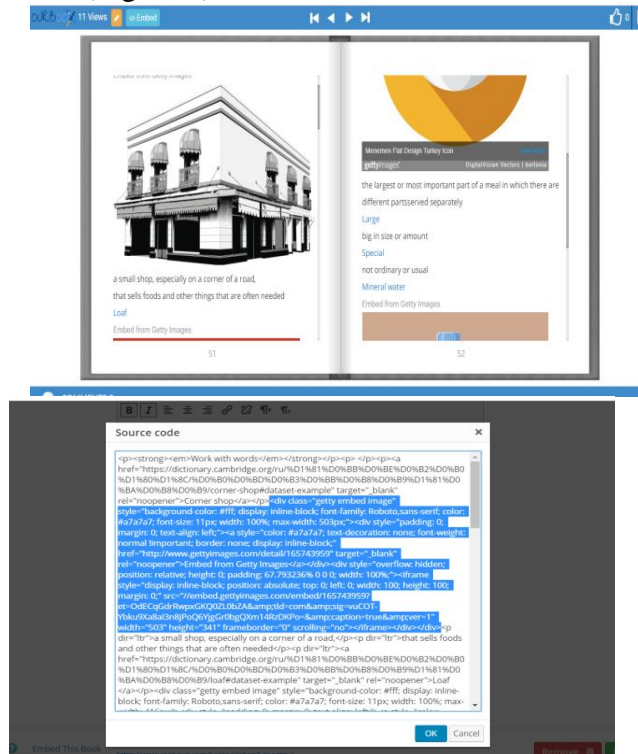 11 Views
Embed
0
Embed from Getty Images
a small shop, especially on a corner of a road,
that sells foods and other things that are often needed
Loaf
Embed from Getty Images
51
Menemen Flat Design Turkey Icon
gettyimages
DigitalVision Vectors | bortonia
the largest or most important part of a meal in which there are
different partsserved separately
Large
big in size or amount
Special
not ordinary or usual
Mineral water
Embed from Getty Images
52
B I
Source code
<p><strong><em>Work with words</em></strong></p><p> </p><p><a
href="https://dictionary.cambridge.org/ru/%D1%81%D0%BB%D0%BE%D0%B2%D0%B0
%D1%80%D1%8C/%D0%B0%D0%BD%D0%B3%D0%BB%D0%B8%D0%B9%D1%81%D0
%BA%D0%B8%D0%B9/corner-shop#dataset-example" target="_blank"
rel="noopener">Corner shop</a></p><div class="getty embed image"
style="background-color: #fff; display: inline-block; font-family: Roboto,sans-serif; color:
#a7a7a7; font-size: 11px; width: 100%; max-width: 503px;"><div style="padding: 0;
margin: 0; text-align: left;"><a style="color: #a7a7a7; text-decoration: none; font-weight:
normal !important; border: none; display: inline-block;"
href="http://www.gettyimages.com/detail/165743959" target="_blank"
rel="noopener">Embed from Getty Images</a></div><div style="overflow: hidden;
position: relative; height: 0; padding: 67.793236% 0 0 0; width: 100%;"><iframe
style="display: inline-block; position: absolute; top: 0; left: 0; width: 100; height: 100;
margin: 0;" src="//embed.gettyimages.com/embed/165743959?
width="503" height="341" frameborder="0" scrolling="no"></iframe></div></div><p
dir="ltr">a small shop, especially on a corner of a road,</p><p dir="ltr">that sells foods
and other things that are often needed</p><p dir="ltr"><a
href="https://dictionary.cambridge.org/ru/%D1%81%D0%BB%D0%BE%D0%B2%D0%B0
%D1%80%D1%8C/%D0%B0%D0%BD%D0%B3%D0%BB%D0%B8%D0%B9%D1%81%D0
%BA%D0%B8%D0%B9/loaf#dataset-example" target="_blank" rel="noopener">Loaf
</a></p><div class="getty embed image" style="background-color: #fff; display: inline-
block; font-family: Roboto,sans-serif; color: #a7a7a7; font-size: 11px; width: 100%; max-
OK Cancel
Embed This Book
Remove